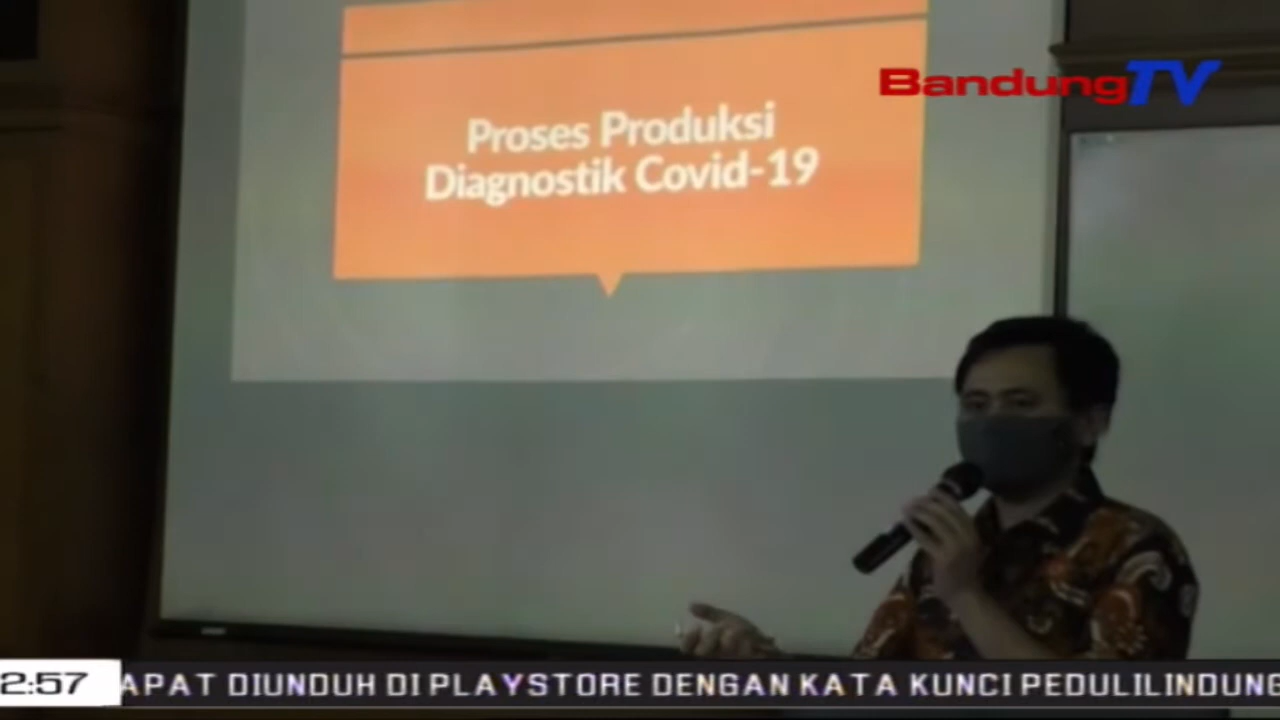 BandungTV
Proses Produksi
Diagnostik Covid-19
2:57
APAT DIUNDUH DI PLAYSTORE DENGAN KATA KUNCI PEDULILINDUNG